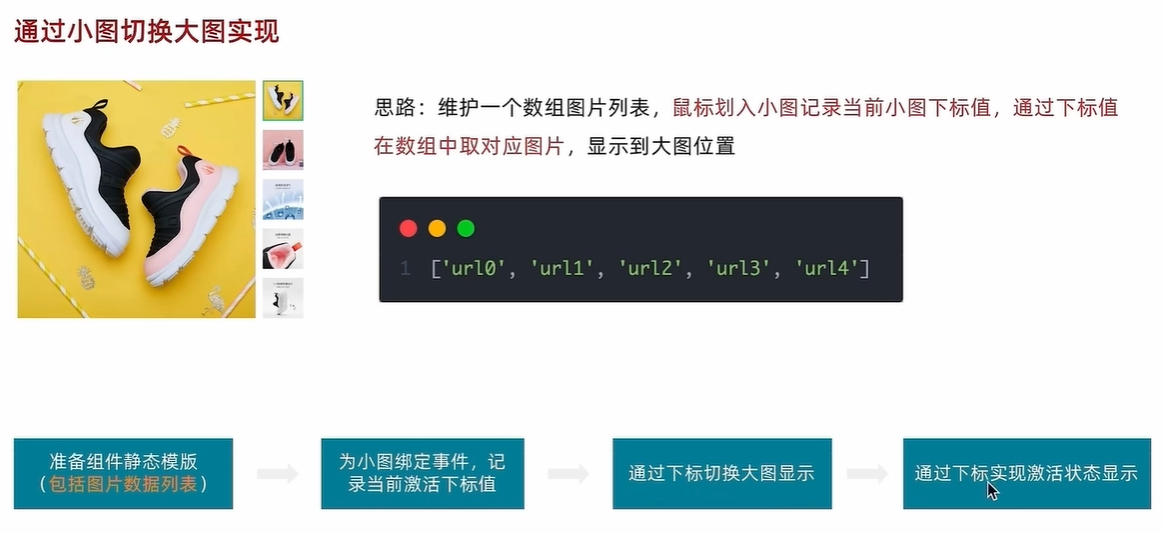 通过小图切换大图实现
思路：维护一个数组图片列表，鼠标划入小图记录当前小图下标值，通过下标值
在数组中取对应图片，显示到大图位置
1 ['url0', 'url1', 'url2', 'url3', 'url4']
准备组件静态模版
（包括图片数据列表）
为小图绑定事件，记
录当前激活下标值
通过下标切换大图显示
通过下标实现激活状态显示